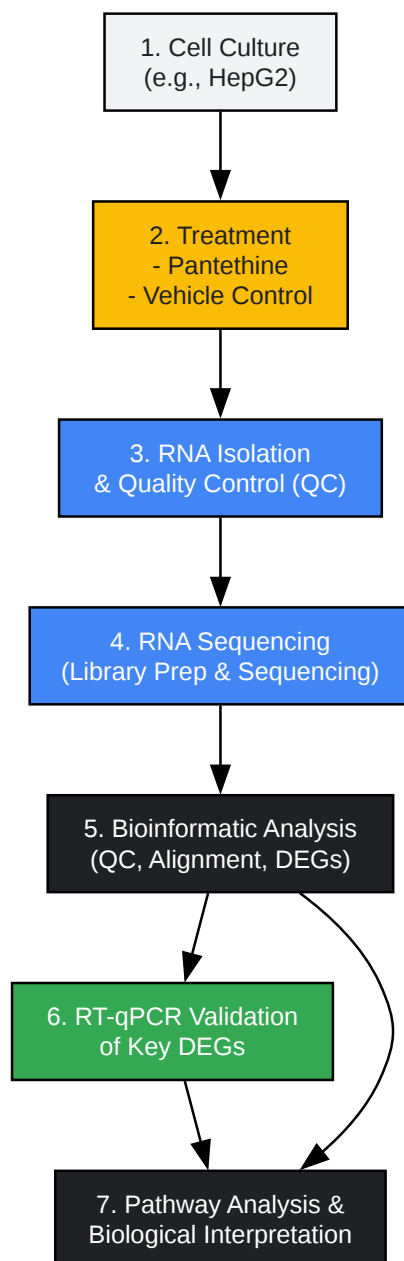 1. Cell Culture
(e.g., HepG2)
2. Treatment
- Pantethine
- Vehicle Control
3. RNA Isolation
& Quality Control (QC)
4. RNA Sequencing
(Library Prep & Sequencing)
5. Bioinformatic Analysis
(QC, Alignment, DEGs)
6. RT-qPCR Validation
of Key DEGs
7. Pathway Analysis &
Biological Interpretation